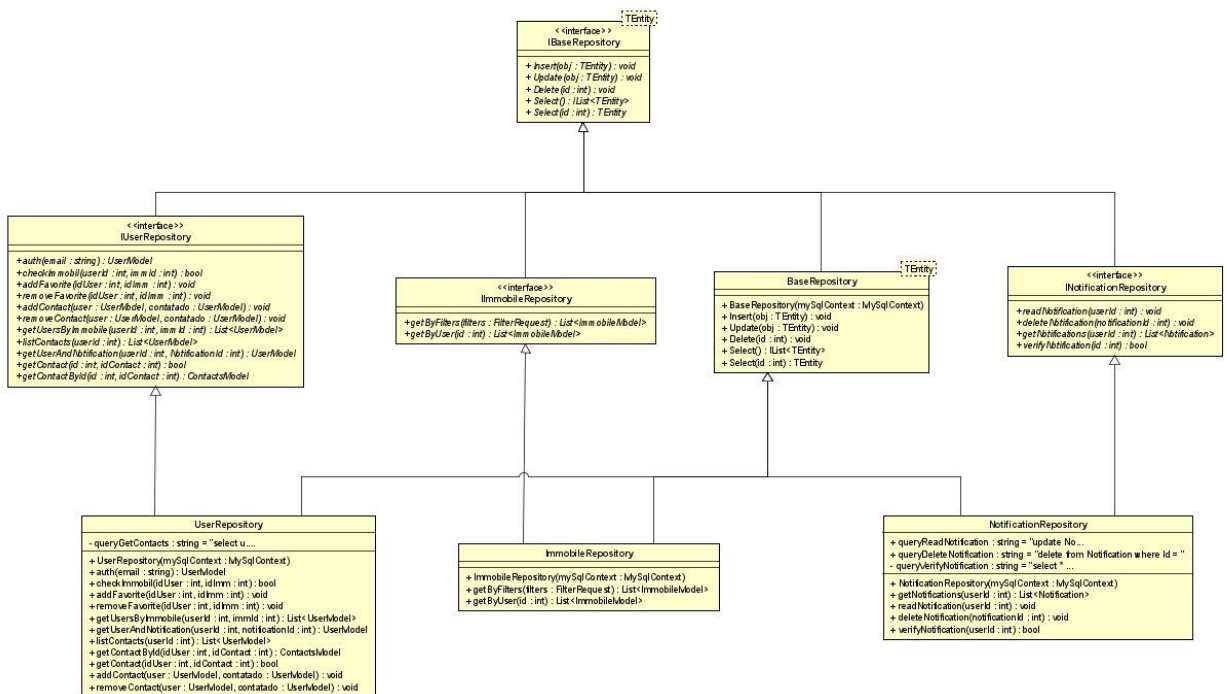 TEntity
<<interface>>
IBaseRepository
+ Insert(obj : TEntity) : void
+ Update(obj : TEntity) : void
+ Delete(id : int) : void
+ Select() : IList<TEntity>
+ Select(id : int) : TEntity
<<interface>>
IUserRepository
+auth(email : string) : UserModel
+checkImmobil(userId : int, immId : int) : bool
+addFavorite(idUser : int, idImm : int) : void
+removeFavorite(idUser : int, idImm : int) : void
+addContact(user : UserModel, contatado : UserModel) : void
+removeContact(user : UserModel, contatado : UserModel) : void
+getUsersByImmobile(userId : int, immId : int) : List<UserModel>
+listContacts(userId : int) : List<UserModel>
+getUserAndNotification(userId : int, NotificationId : int) : UserModel
+getContact(id : int, idContact : int) : bool
+getContactById(id : int, idContact : int) : ContactsModel
<<interface>>
IImmobileRepository
+getByFilters(filters : FilterRequest) : List<ImmobileModel>
+getByUser(id : int) : List<ImmobileModel>
TEntity
BaseRepository
+ BaseRepository(mySqlContext : MySqlContext)
+ Insert(obj : TEntity) : void
+ Update(obj : TEntity) : void
+ Delete(id : int) : void
+ Select() : IList<TEntity>
+ Select(id : int) : TEntity
<<interface>>
INotificationRepository
+readNotification(userId : int) : void
+deleteNotification(notificationId : int) : void
+getNotifications(userId : int) : List<Notification>
+verifyNotification(id : int) : bool
UserRepository
- queryGetContacts : string = "select u....
+ UserRepository(mySqlContext : MySqlContext)
+ auth(email : string) : UserModel
+ checkImmobil(idUser : int, idImm : int) : bool
+ addFavorite(idUser : int, idImm : int) : void
+ removeFavorite(idUser : int, idImm : int) : void
+ getUsersByImmobile(userId : int, immId : int) : List<UserModel>
+ getUserAndNotification(userId : int, notificationId : int) : UserModel
+ listContacts(userId : int) : List<UserModel>
+ getContactById(idUser : int, idContact : int) : ContactsModel
+ getContact(idUser : int, idContact : int) : bool
+ addContact(user : UserModel, contatado : UserModel) : void
+ removeContact(user : UserModel, contatado : UserModel) : void
ImmobileRepository
+ ImmobileRepository(mySqlContext : MySqlContext)
+ getByFilters(filters : FilterRequest) : List<ImmobileModel>
+ getByUser(id : int) : List<ImmobileModel>
NotificationRepository
- queryReadNotification : string = "update No...
- queryDeleteNotification : string = "delete from Notification where Id = "
- queryVerifyNotification : string = "select * ...
+ NotificationRepository(mySqlContext : MySqlContext)
+ getNotifications(userId : int) : List<Notification>
+ readNotification(userId : int) : void
+ deleteNotification(notificationId : int) : void
+ verifyNotification(userId : int) : bool